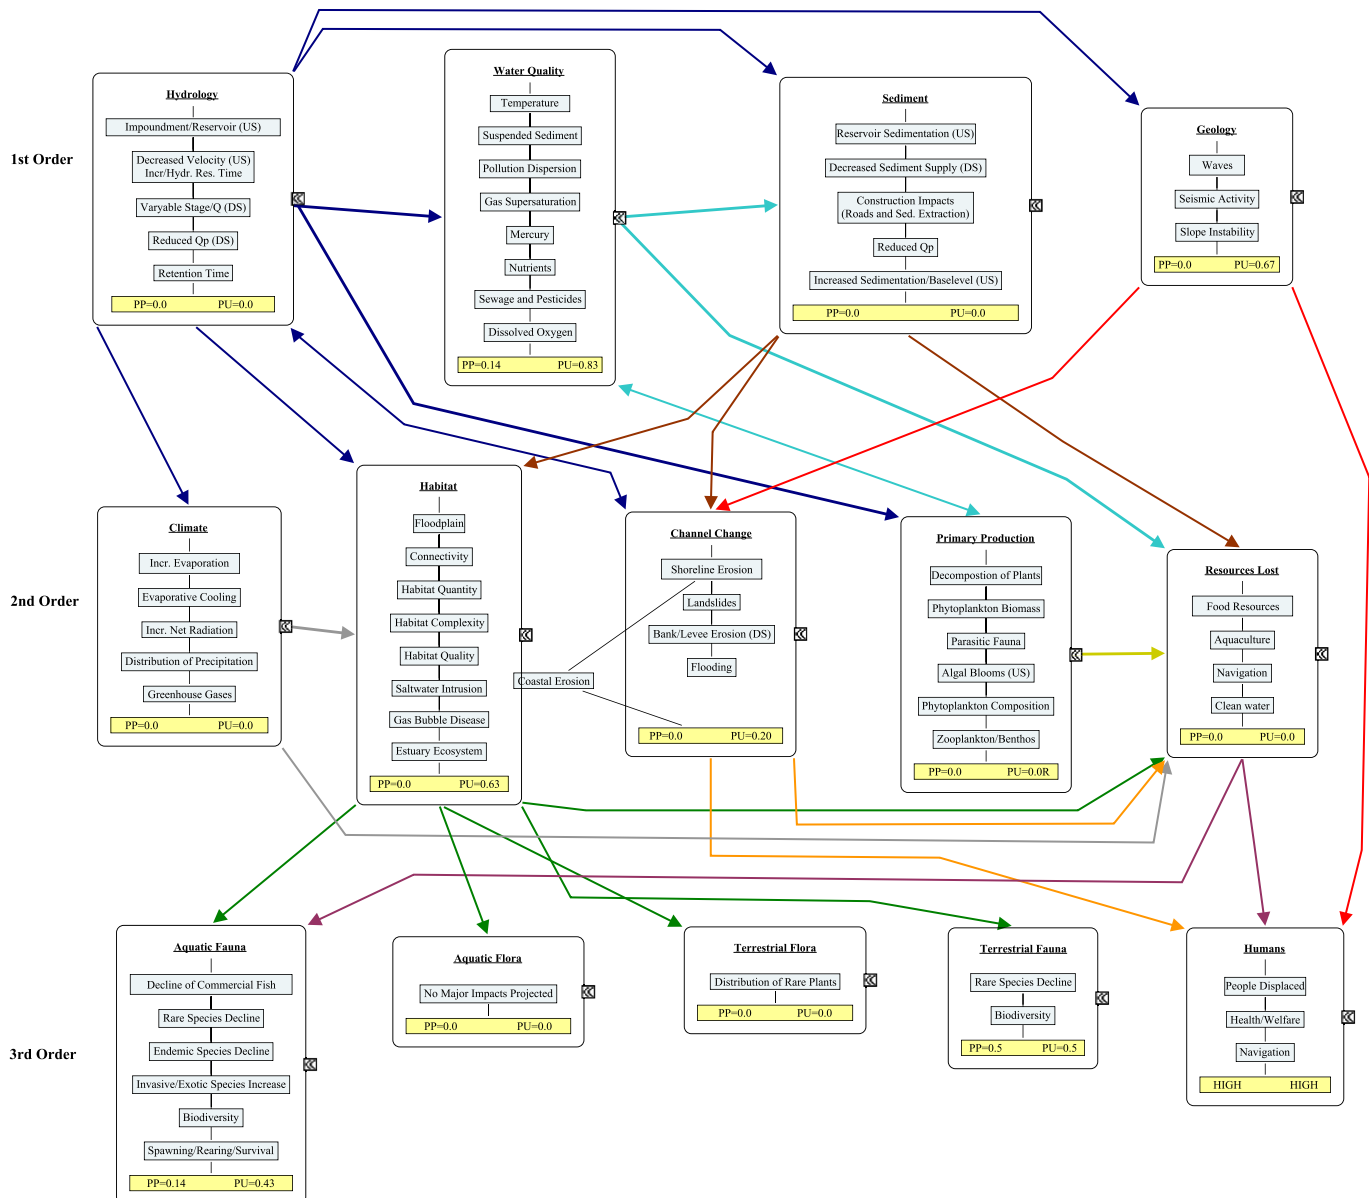 1st Order
Hydrology
Impoundment/Reservoir (US)
Decreased Velocity (US)
Incr/Hydr. Res. Time
Varyable Stage/Q (DS)
Reduced Qp (DS)
Retention Time
PP=0.0 PU=0.0
Water Quality
Temperature
Suspended Sediment
Pollution Dispersion
Gas Supersaturation
Mercury
Nutrients
Sewage and Pesticides
Dissolved Oxygen
PP=0.14 PU=0.83
Sediment
Reservoir Sedimentation (US)
Decreased Sediment Supply (DS)
Construction Impacts
(Roads and Sed. Extraction)
Reduced Qp
Increased Sedimentation/Baselevel (US)
PP=0.0 PU=0.0
Geology
Waves
Seismic Activity
Slope Instability
PP=0.0 PU=0.67
2nd Order
Climate
Incr. Evaporation
Evaporative Cooling
Incr. Net Radiation
Distribution of Precipitation
Greenhouse Gases
PP=0.0 PU=0.0
Habitat
Floodplain
Connectivity
Habitat Quantity
Habitat Complexity
Habitat Quality
Saltwater Intrusion
Gas Bubble Disease
Estuary Ecosystem
PP=0.0 PU=0.63
Channel Change
Shoreline Erosion
Landslides
Bank/Levee Erosion (DS)
Flooding
Coastal Erosion
PP=0.0 PU=0.20
Primary Production
Decompostion of Plants
Phytoplankton Biomass
Parasitic Fauna
Algal Blooms (US)
Phytoplankton Composition
Zooplankton/Benthos
PP=0.0 PU=0.0R
Resources Lost
Food Resources
Aquaculture
Navigation
Clean water
PP=0.0 PU=0.0
3rd Order
Aquatic Fauna
Decline of Commercial Fish
Rare Species Decline
Endemic Species Decline
Invasive/Exotic Species Increase
Biodiversity
Spawning/Rearing/Survival
PP=0.14 PU=0.43
Aquatic Flora
No Major Impacts Projected
PP=0.0 PU=0.0
Terrestrial Flora
Distribution of Rare Plants
PP=0.0 PU=0.0
Terrestrial Fauna
Rare Species Decline
Biodiversity
PP=0.5 PU=0.5
Humans
People Displaced
Health/Welfare
Navigation
HIGH HIGH